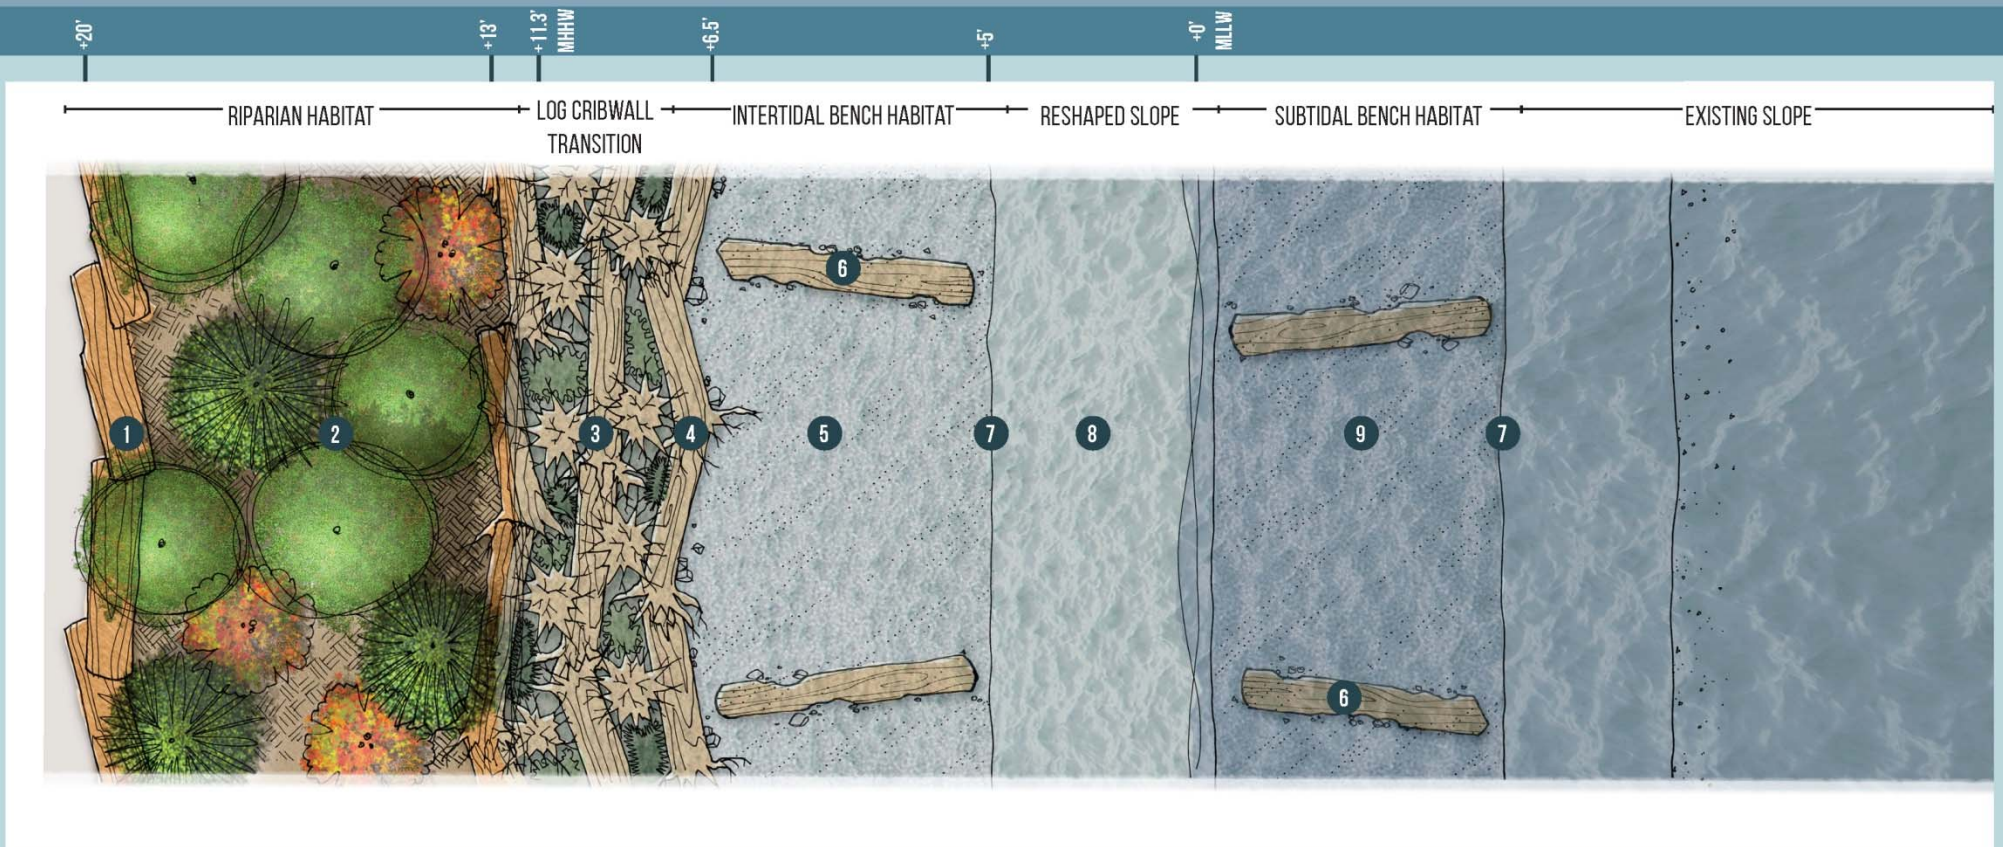 +20'
+13'
+11.3'
MHHW
+6.5'
+5'
+0'
MLLW
RIPARIAN HABITAT
LOG CRIBWALL
TRANSITION
INTERTIDAL BENCH HABITAT
RESHAPED SLOPE
SUBTIDAL BENCH HABITAT
EXISTING SLOPE
6
1
2
3
4
5
7
8
9
7
6